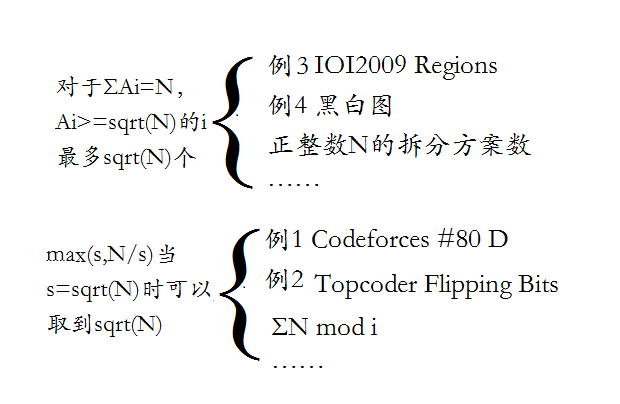 对于ΣAi=N，
Ai>=sqrt(N)的i
最多sqrt(N)个
例3 IOI2009 Regions
例4 黑白图
正整数N的拆分方案数
……
max(s,N/s)当
s=sqrt(N)时可以
取到sqrt(N)
例1 Codeforces #80 D
例2 Topcoder Flipping Bits
ΣN mod i
……